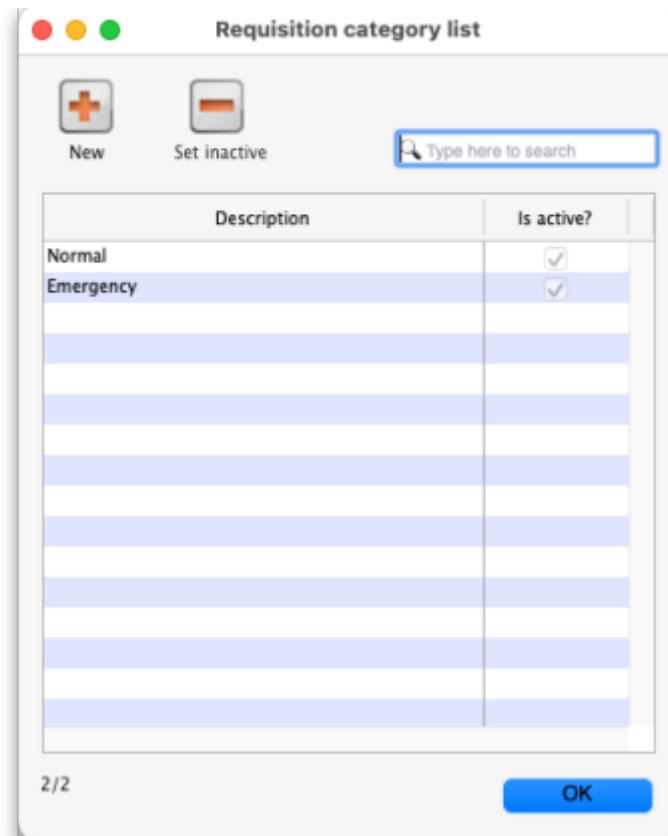 Requisition category list
New
Set inactive
Type here to search
Description
Is active?
Normal
Emergency
2/2
OK